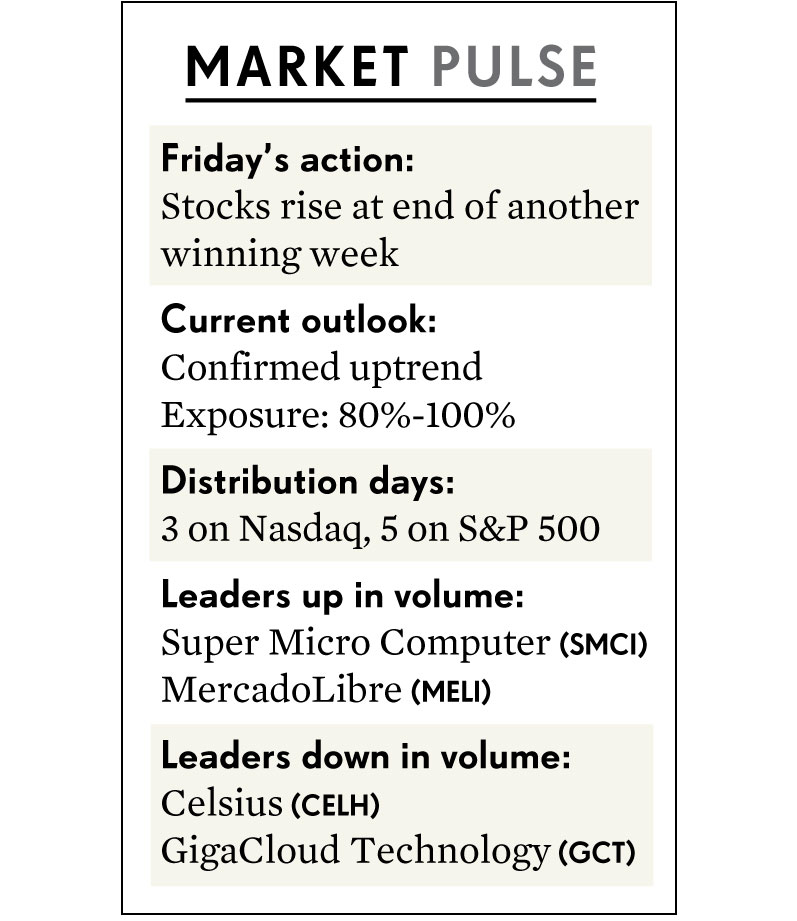 MARKET PULSE
Friday’s action:
Stocks rise at end of another
winning week
Current outlook:
Confirmed uptrend
Exposure: 80%-100%
Distribution days:
3 on Nasdaq, 5 on S&P 500
Leaders up in volume:
Super Micro Computer (SMCI)
MercadoLibre (MELI)
Leaders down in volume:
Celsius (CELH)
GigaCloud Technology (GCT)